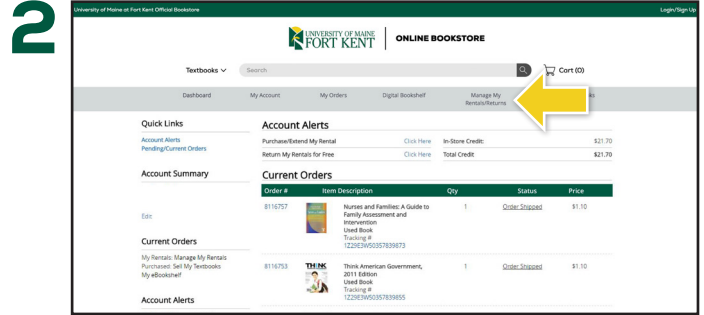 2
University of Maine at Fort Kent Official Bookstore
Login/Sign Up
UNIVERSITY OF MAINE
FORT KENT
ONLINE BOOKSTORE
Textbooks
Search
Cart (0)
Dashboard
My Account
My Orders
Digital Bookshelf
Manage My
Rentals/Returns
Quick Links
Account Alerts
Pending/Current Orders
Account Summary
Edit
Current Orders
My Rentals: Manage My Rentals
Purchased: Sell My Textbooks
My eBookshelf
Account Alerts
Account Alerts
Purchase/Extend My Rental Click Here In-Store Credit: $21.70
Return My Rentals for Free Click Here Total Credit $21.70
Current Orders
Order # Item Description Qty Status Price
8116757 Nurses and Families: A Guide to 1 Order Shipped $1.10
Family Assessment and
Intervention
Used Book
Tracking #
1Z29E3W50357839873
8116753 THINK Think American Government, 1 Order Shipped $1.10
2011 Edition
Used Book
Tracking #
1Z29E3W50357839855